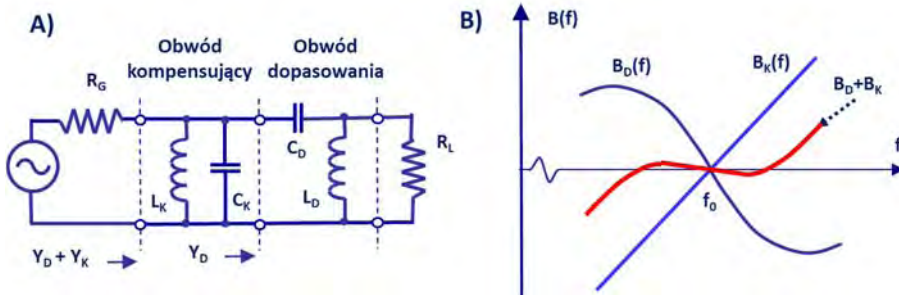 A)
Obwód
kompensujący
Obwód
dopasowania
R_G
C_D
R_L
L_K
C_K
L_D
Y_D + Y_K
Y_D
B)
B(f)
B_D(f)
B_K(f)
B_D+B_K
f
f_0